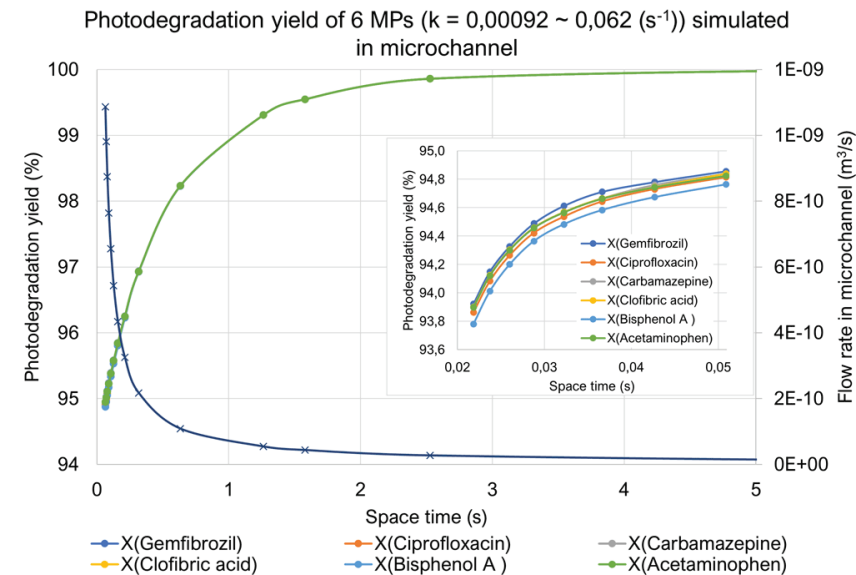 Photodegradation yield of 6 MPs (k = 0,00092 ~ 0,062 (s⁻¹)) simulated
in microchannel
Photodegradation yield (%)
100
99
98
97
96
95
94
0
1
2
3
4
5
Space time (s)
1E-09
1E-09
8E-10
6E-10
4E-10
2E-10
0E+00
Flow rate in microchannel (m³/s)
Photodegradation yield (%)
95,0
94,8
94,6
94,4
94,2
94,0
93,8
93,6
0,02
0,03
0,04
0,05
Space time (s)
X(Gemfibrozil)
X(Ciprofloxacin)
X(Carbamazepine)
X(Clofibric acid)
X(Bisphenol A )
X(Acetaminophen)
X(Gemfibrozil) X(Ciprofloxacin) X(Carbamazepine)
X(Clofibric acid) X(Bisphenol A ) X(Acetaminophen)